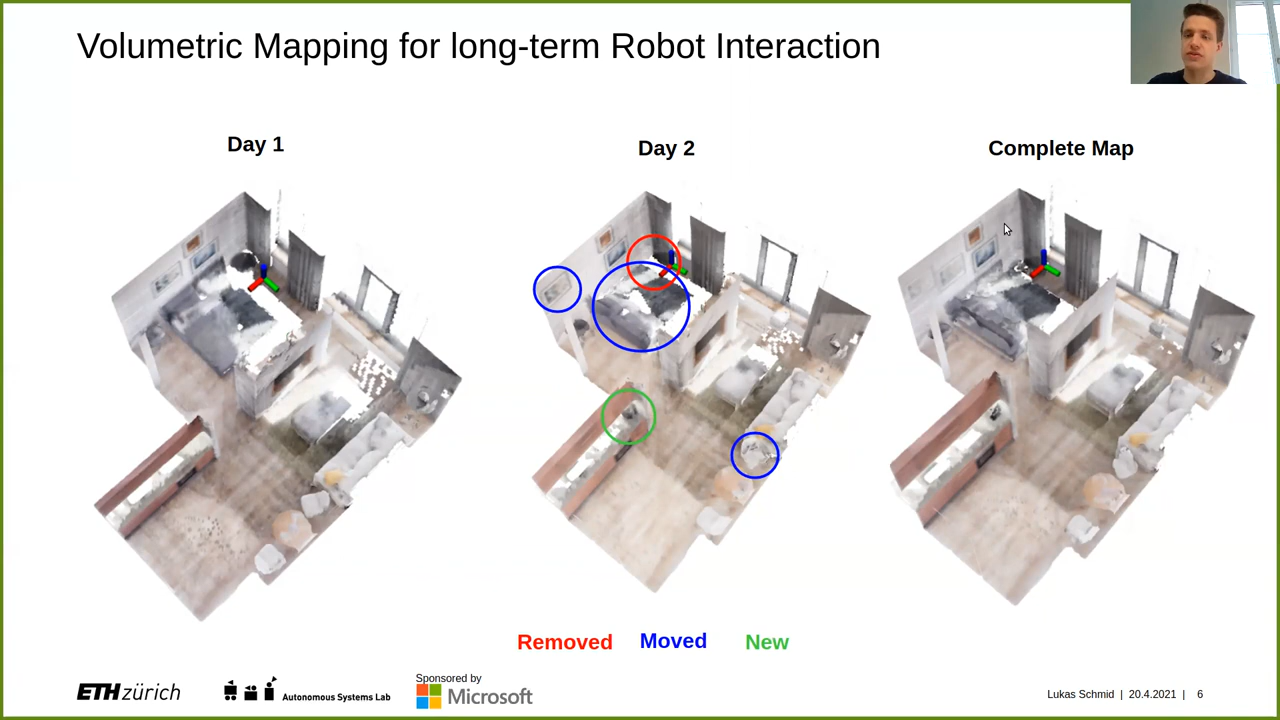 Volumetric Mapping for long-term Robot Interaction
Day 1
Day 2
Complete Map
Removed
Moved
New
ETH zürich
Autonomous Systems Lab
Sponsored by
Microsoft
Lukas Schmid | 20.4.2021 | 6